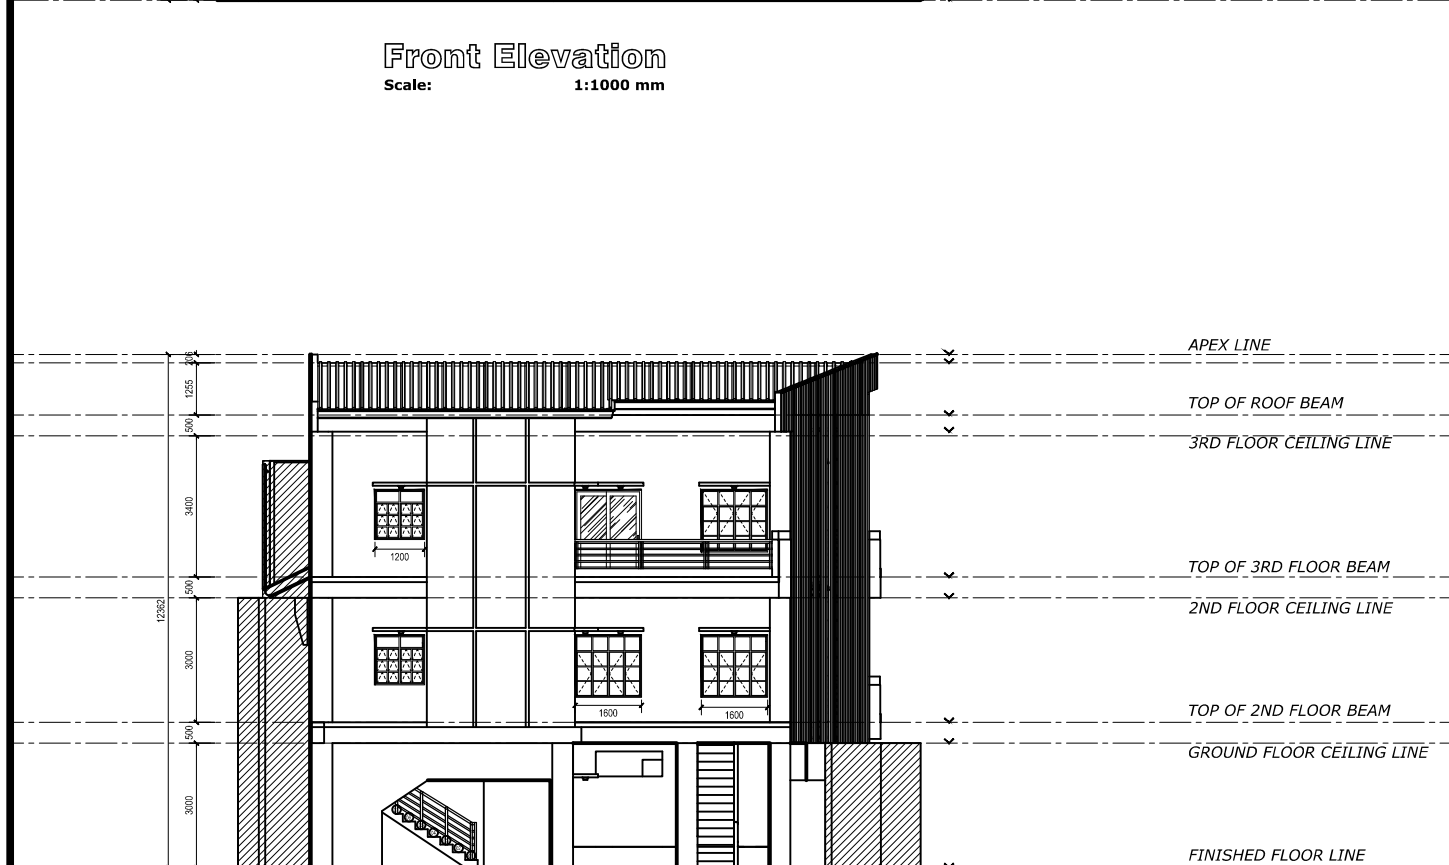 Front Elevation
Scale: 1:1000 mm
APEX LINE
206
1255
TOP OF ROOF BEAM
500
3RD FLOOR CEILING LINE
3400
1200
TOP OF 3RD FLOOR BEAM
500
2ND FLOOR CEILING LINE
12362
3000
1600
1600
TOP OF 2ND FLOOR BEAM
500
GROUND FLOOR CEILING LINE
3000
FINISHED FLOOR LINE